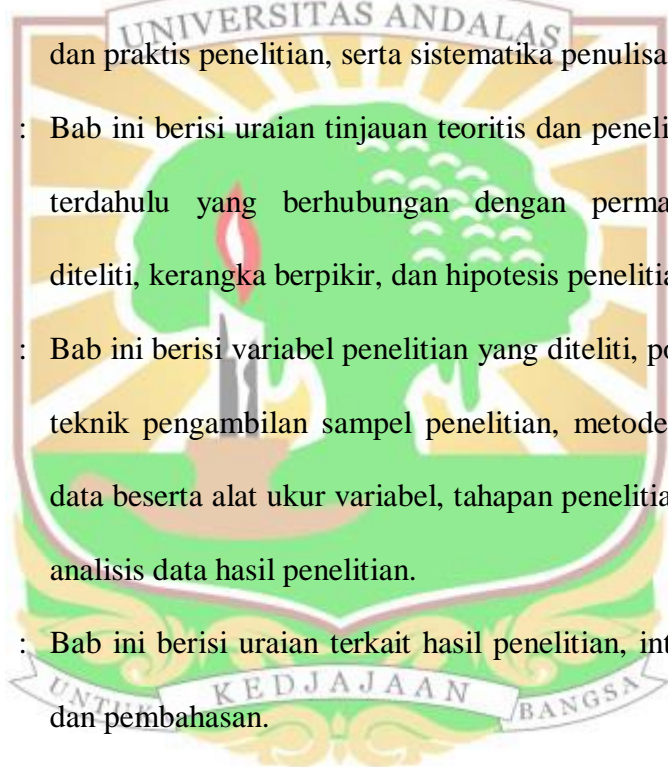 UNIVERSITAS ANDALAS
dan praktis penelitian, serta sistematika penulisa
: Bab ini berisi uraian tinjauan teoritis dan peneli
terdahulu yang berhubungan dengan perma
diteliti, kerangka berpikir, dan hipotesis penelitia
: Bab ini berisi variabel penelitian yang diteliti, po
teknik pengambilan sampel penelitian, metode
data beserta alat ukur variabel, tahapan penelitia
analisis data hasil penelitian.
: Bab ini berisi uraian terkait hasil penelitian, int
dan pembahasan.
UNTUK KEDJAJAAN BANGSA